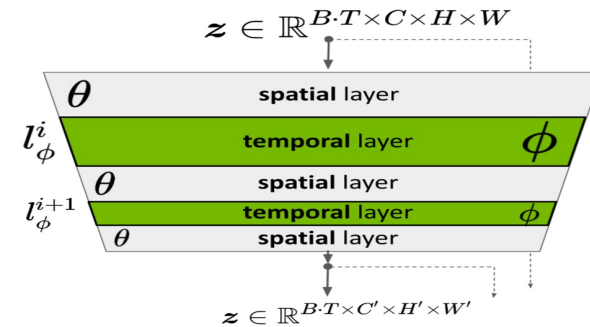 z ∈ ℝ^{B·T×C×H×W}
θ spatial layer
l_ϕ^i temporal layer ϕ
θ spatial layer
l_ϕ^{i+1} temporal layer ϕ
θ spatial layer
z ∈ ℝ^{B·T×C′×H′×W′}